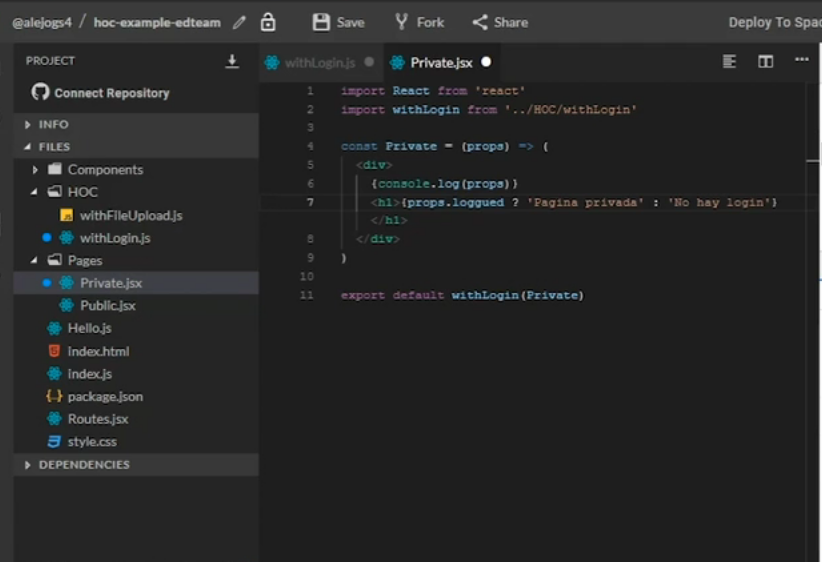 @alejogs4 / hoc-example-edteam Save Fork Share Deploy To Spac
PROJECT
Connect Repository
INFO
FILES
Components
HOC
withFileUpload.js
withLogin.js
Pages
Private.jsx
Public.jsx
Hello.js
index.html
index.js
package.json
Routes.jsx
style.css
DEPENDENCIES
withLogin.js Private.jsx
1 import React from 'react'
2 import withLogin from '../HOC/withLogin'
3
4 const Private = (props) => (
5 <div>
6 {console.log(props)}
7 <h1>{props.loggued ? 'Pagina privada' : 'No hay login'}
</h1>
8 </div>
9 )
10
11 export default withLogin(Private)